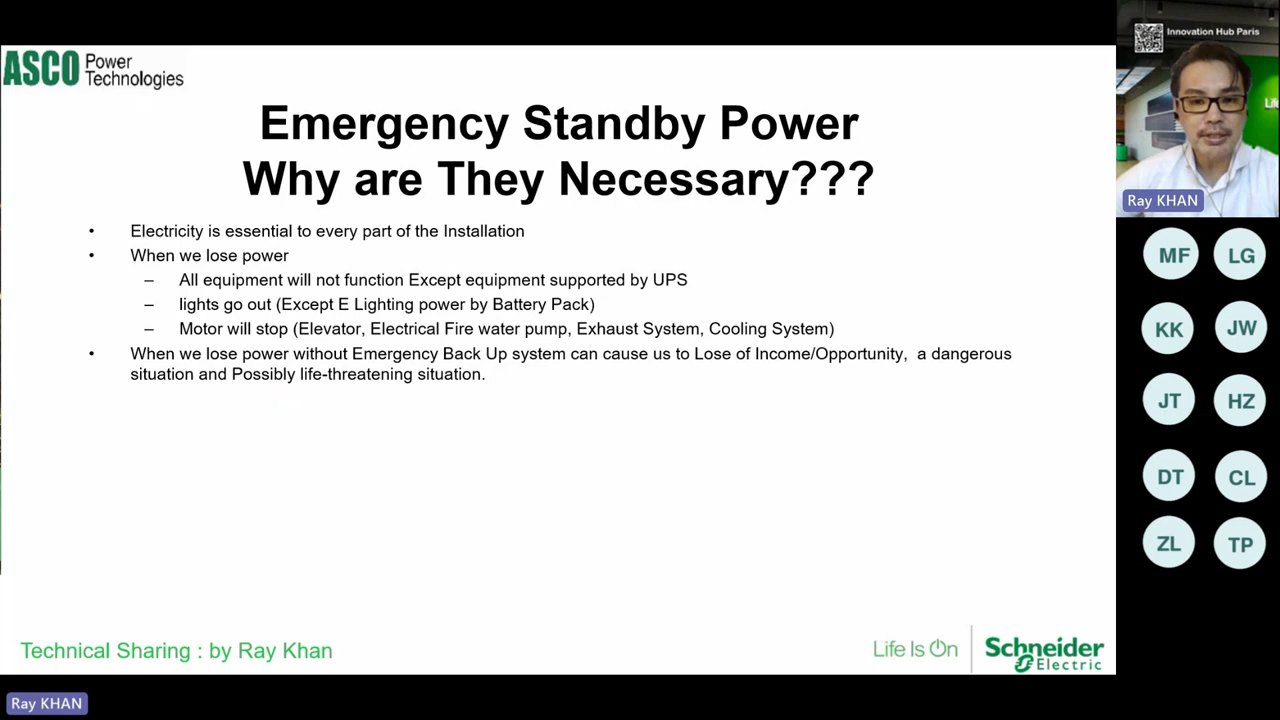 ASCO Power
Technologies
Emergency Standby Power
Why are They Necessary???
• Electricity is essential to every part of the Installation
• When we lose power
– All equipment will not function Except equipment supported by UPS
– lights go out (Except E Lighting power by Battery Pack)
– Motor will stop (Elevator, Electrical Fire water pump, Exhaust System, Cooling System)
• When we lose power without Emergency Back Up system can cause us to Lose of Income/Opportunity, a dangerous
situation and Possibly life-threatening situation.
Technical Sharing : by Ray Khan
Life Is On
Schneider
Electric
Innovation Hub Paris
Ray KHAN
MF LG
KK JW
JT HZ
DT CL
ZL TP
Ray KHAN